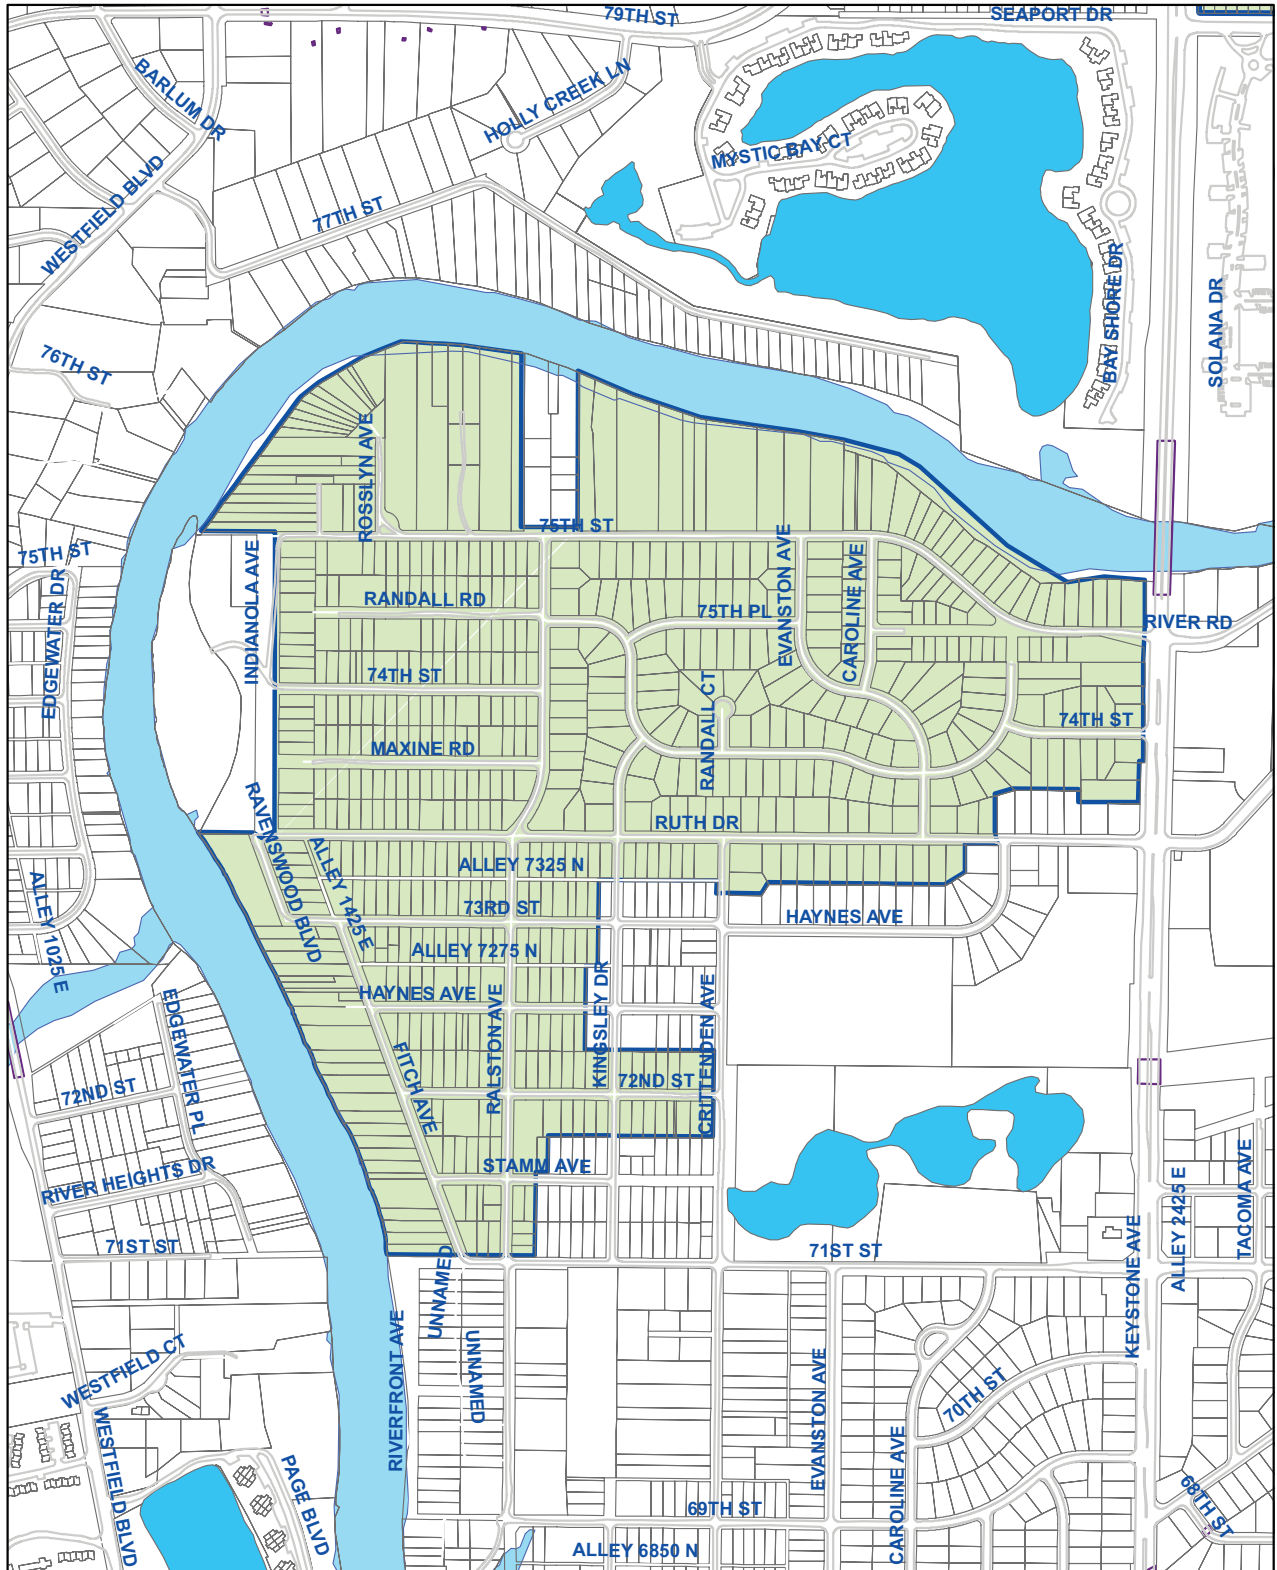 79TH ST
SEAPORT DR
BARLUM DR
HOLLY CREEK LN
MYSTIC BAY CT
WESTFIELD BLVD
77TH ST
BAY SHORE DR
SOLANA DR
76TH ST
ROSSLYN AVE
75TH ST
75TH ST
EDGEWATER DR
INDIANOLA AVE
RANDALL RD
75TH PL
EVANSTON AVE
CAROLINE AVE
RIVER RD
74TH ST
RANDALL CT
74TH ST
MAXINE RD
RAVENSWOOD BLVD
RUTH DR
ALLEY 1425 E
ALLEY 7325 N
ALLEY 1025 E
73RD ST
HAYNES AVE
ALLEY 7275 N
HAYNES AVE
EDGEWATER PL
RALSTON AVE
KINGSLEY DR
CRITTENDEN AVE
FITCH AVE
72ND ST
72ND ST
STAMM AVE
RIVER HEIGHTS DR
ALLEY 2425 E
TACOMA AVE
71ST ST
71ST ST
UNNAMED
KEYSTONE AVE
RIVERFRONT AVE
UNNAMED
WESTFIELD CT
EVANSTON AVE
70TH ST
WESTFIELD BLVD
PAGE BLVD
CAROLINE AVE
69TH ST
68TH ST
ALLEY 6850 N